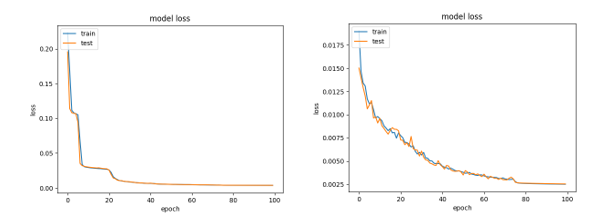 model loss
train
test
0.20
0.15
0.10
0.05
0.00
loss
0 20 40 60 80 100
epoch
model loss
train
test
0.0175
0.0150
0.0125
0.0100
0.0075
0.0050
0.0025
loss
0 20 40 60 80 100
epoch